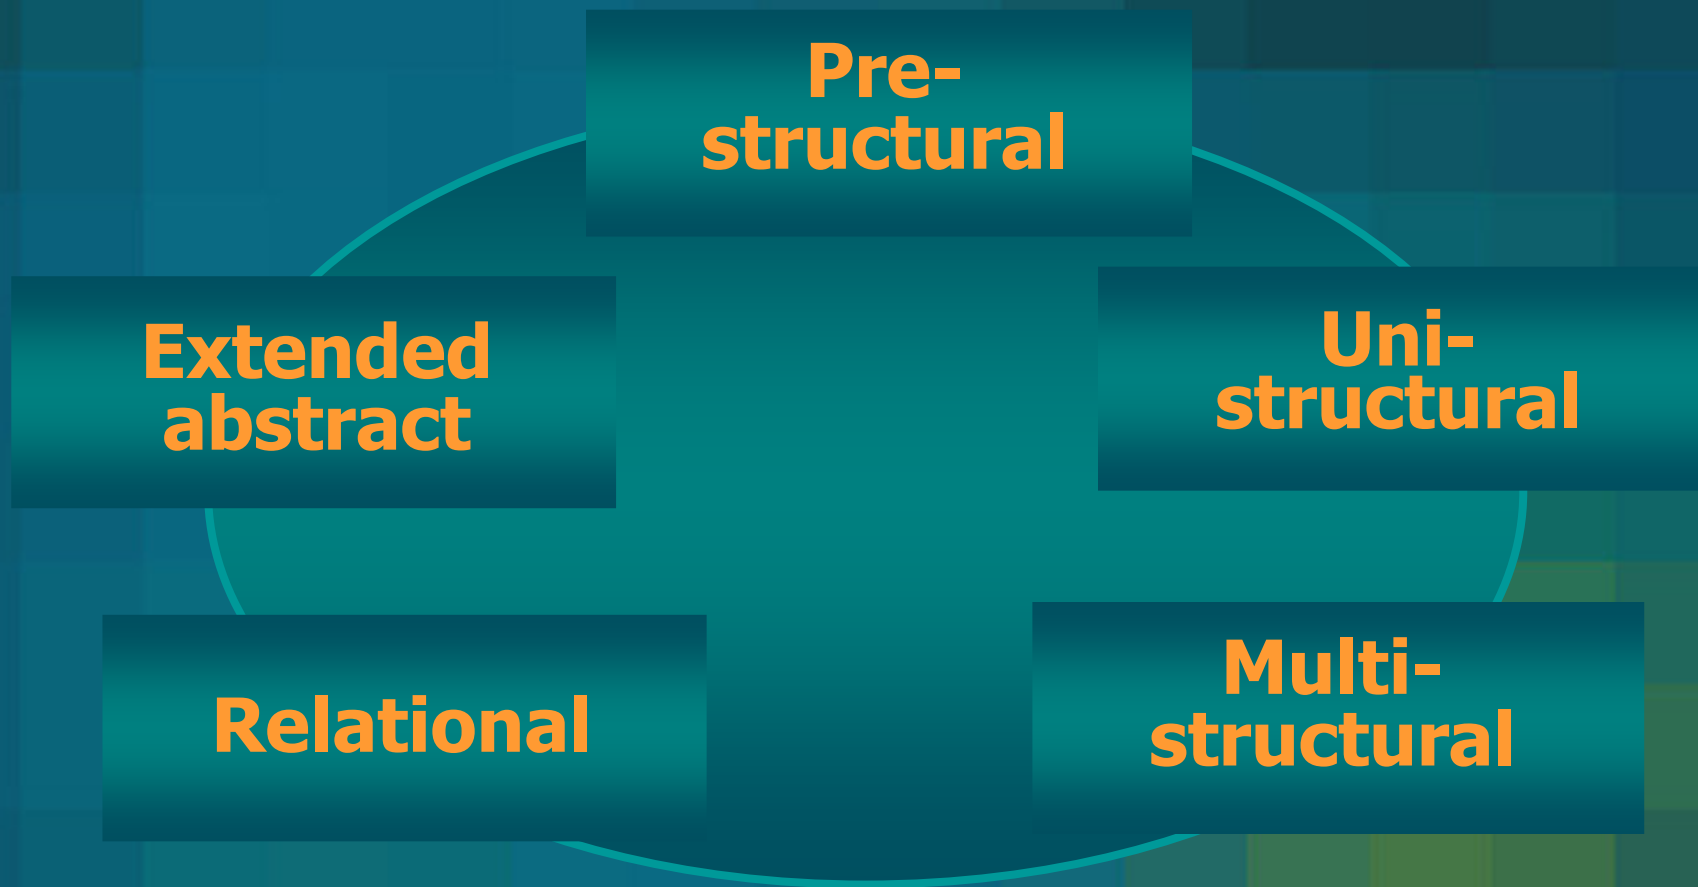 Pre-
structural
Extended
abstract
Uni-
structural
Relational
Multi-
structural